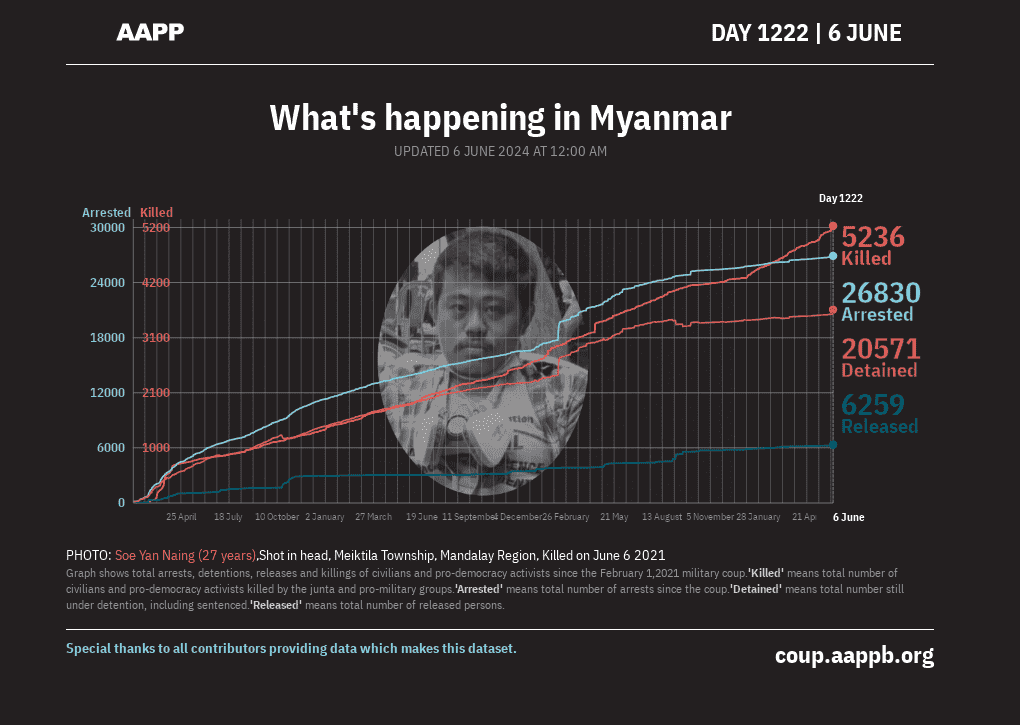 AAPP
DAY 1222 | 6 JUNE
What's happening in Myanmar
UPDATED 6 JUNE 2024 AT 12:00 AM
Day 1222
Arrested Killed
30000 5200
24000 4200
18000 3100
12000 2100
6000 1000
0
5236
Killed
26830
Arrested
20571
Detained
6259
Released
25 April 18 July 10 October 2 January 27 March 19 June 11 September 4 December 26 February 21 May 13 August 5 November 28 January 21 Ap 6 June
PHOTO: Soe Yan Naing (27 years),Shot in head, Meiktila Township, Mandalay Region, Killed on June 6 2021
Graph shows total arrests, detentions, releases and killings of civilians and pro-democracy activists since the February 1,2021 military coup.'Killed' means total number of
civilians and pro-democracy activists killed by the junta and pro-military groups.'Arrested' means total number of arrests since the coup.'Detained' means total number still
under detention, including sentenced.'Released' means total number of released persons.
Special thanks to all contributors providing data which makes this dataset.
coup.aappb.org